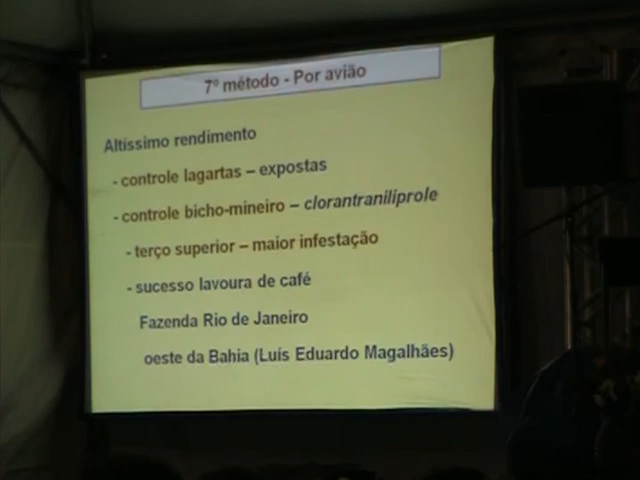 7º método - Por avião
Altíssimo rendimento
- controle lagartas – expostas
- controle bicho-mineiro – clorantraniliprole
- terço superior – maior infestação
- sucesso lavoura de café
Fazenda Rio de Janeiro
oeste da Bahia (Luís Eduardo Magalhães)